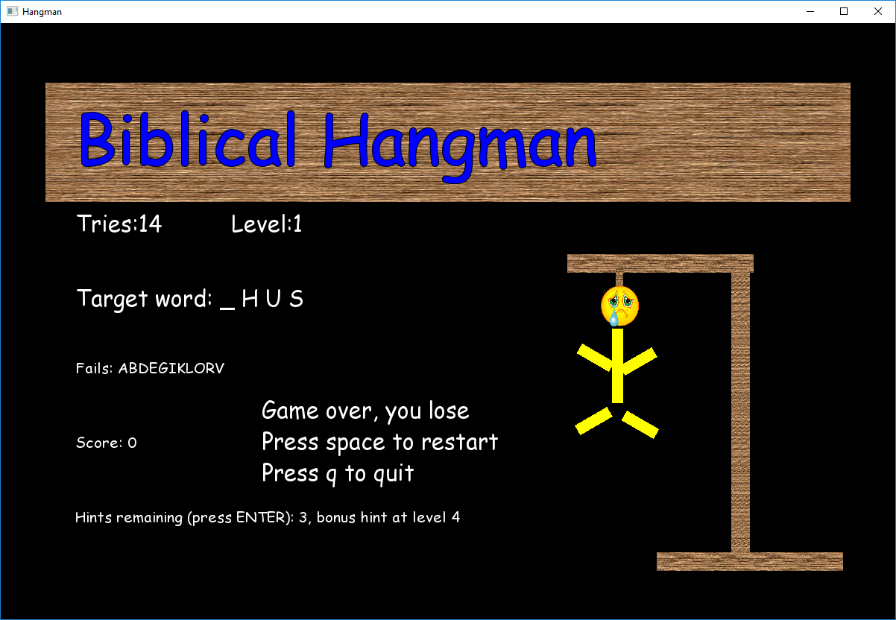 Hangman
Biblical Hangman
Tries:14 Level:1
Target word: _ H U S
Fails: ABDEGIKLORV
Game over, you lose
Score: 0
Press space to restart
Press q to quit
Hints remaining (press ENTER): 3, bonus hint at level 4